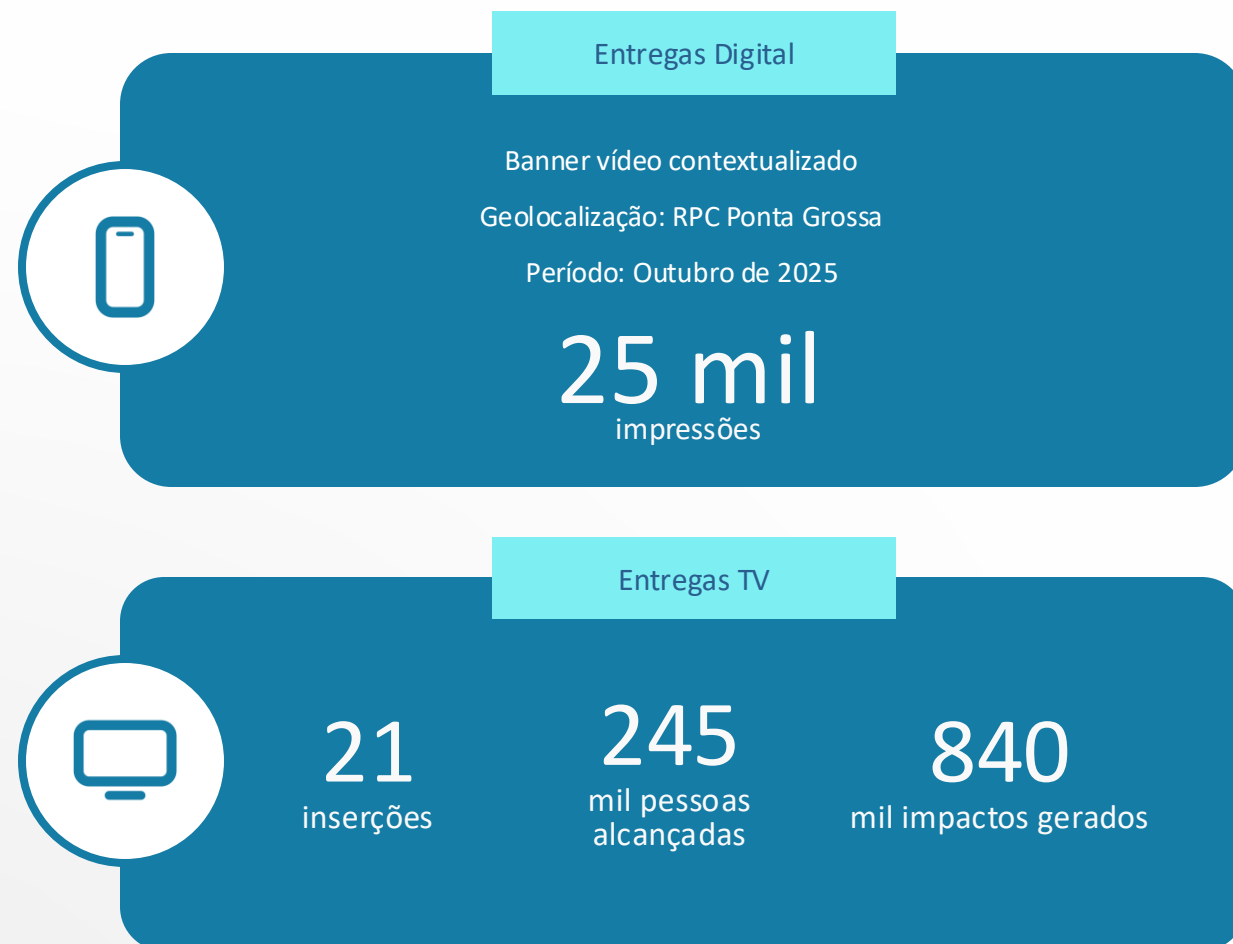 Entregas Digital
Banner vídeo contextualizado
Geolocalização: RPC Ponta Grossa
Período: Outubro de 2025
25 mil
impressões
Entregas TV
21
inserções
245
mil pessoas
alcançadas
840
mil impactos gerados